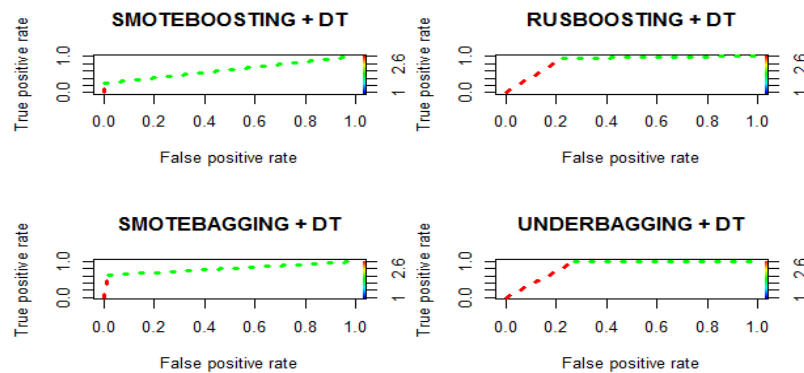 SMOTEBOOSTING + DT
True positive rate
0.0 1.0
1 2.6
0.0 0.2 0.4 0.6 0.8 1.0
False positive rate
RUSBOOSTING + DT
True positive rate
0.0 1.0
1 2.6
0.0 0.2 0.4 0.6 0.8 1.0
False positive rate
SMOTEBAGGING + DT
True positive rate
0.0 1.0
1 2.6
0.0 0.2 0.4 0.6 0.8 1.0
False positive rate
UNDERBAGGING + DT
True positive rate
0.0 1.0
1 2.6
0.0 0.2 0.4 0.6 0.8 1.0
False positive rate